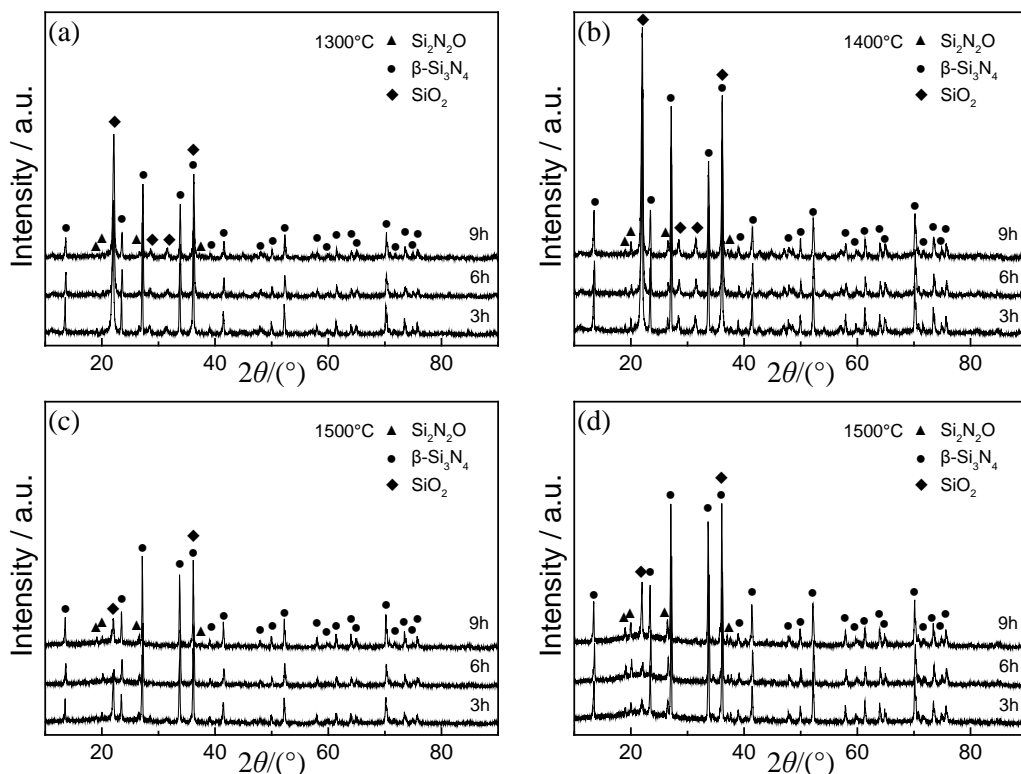 (a)
1300°C ▲ Si₂N₂O
● β-Si₃N₄
◆ SiO₂
9h
6h
3h
Intensity / a.u.
20 40 60 80
2θ/(°)
(b)
1400°C ▲ Si₂N₂O
● β-Si₃N₄
◆ SiO₂
9h
6h
3h
Intensity / a.u.
20 40 60 80
2θ/(°)
(c)
1500°C ▲ Si₂N₂O
● β-Si₃N₄
◆ SiO₂
9h
6h
3h
Intensity / a.u.
20 40 60 80
2θ/(°)
(d)
1500°C ▲ Si₂N₂O
● β-Si₃N₄
◆ SiO₂
9h
6h
3h
Intensity / a.u.
20 40 60 80
2θ/(°)